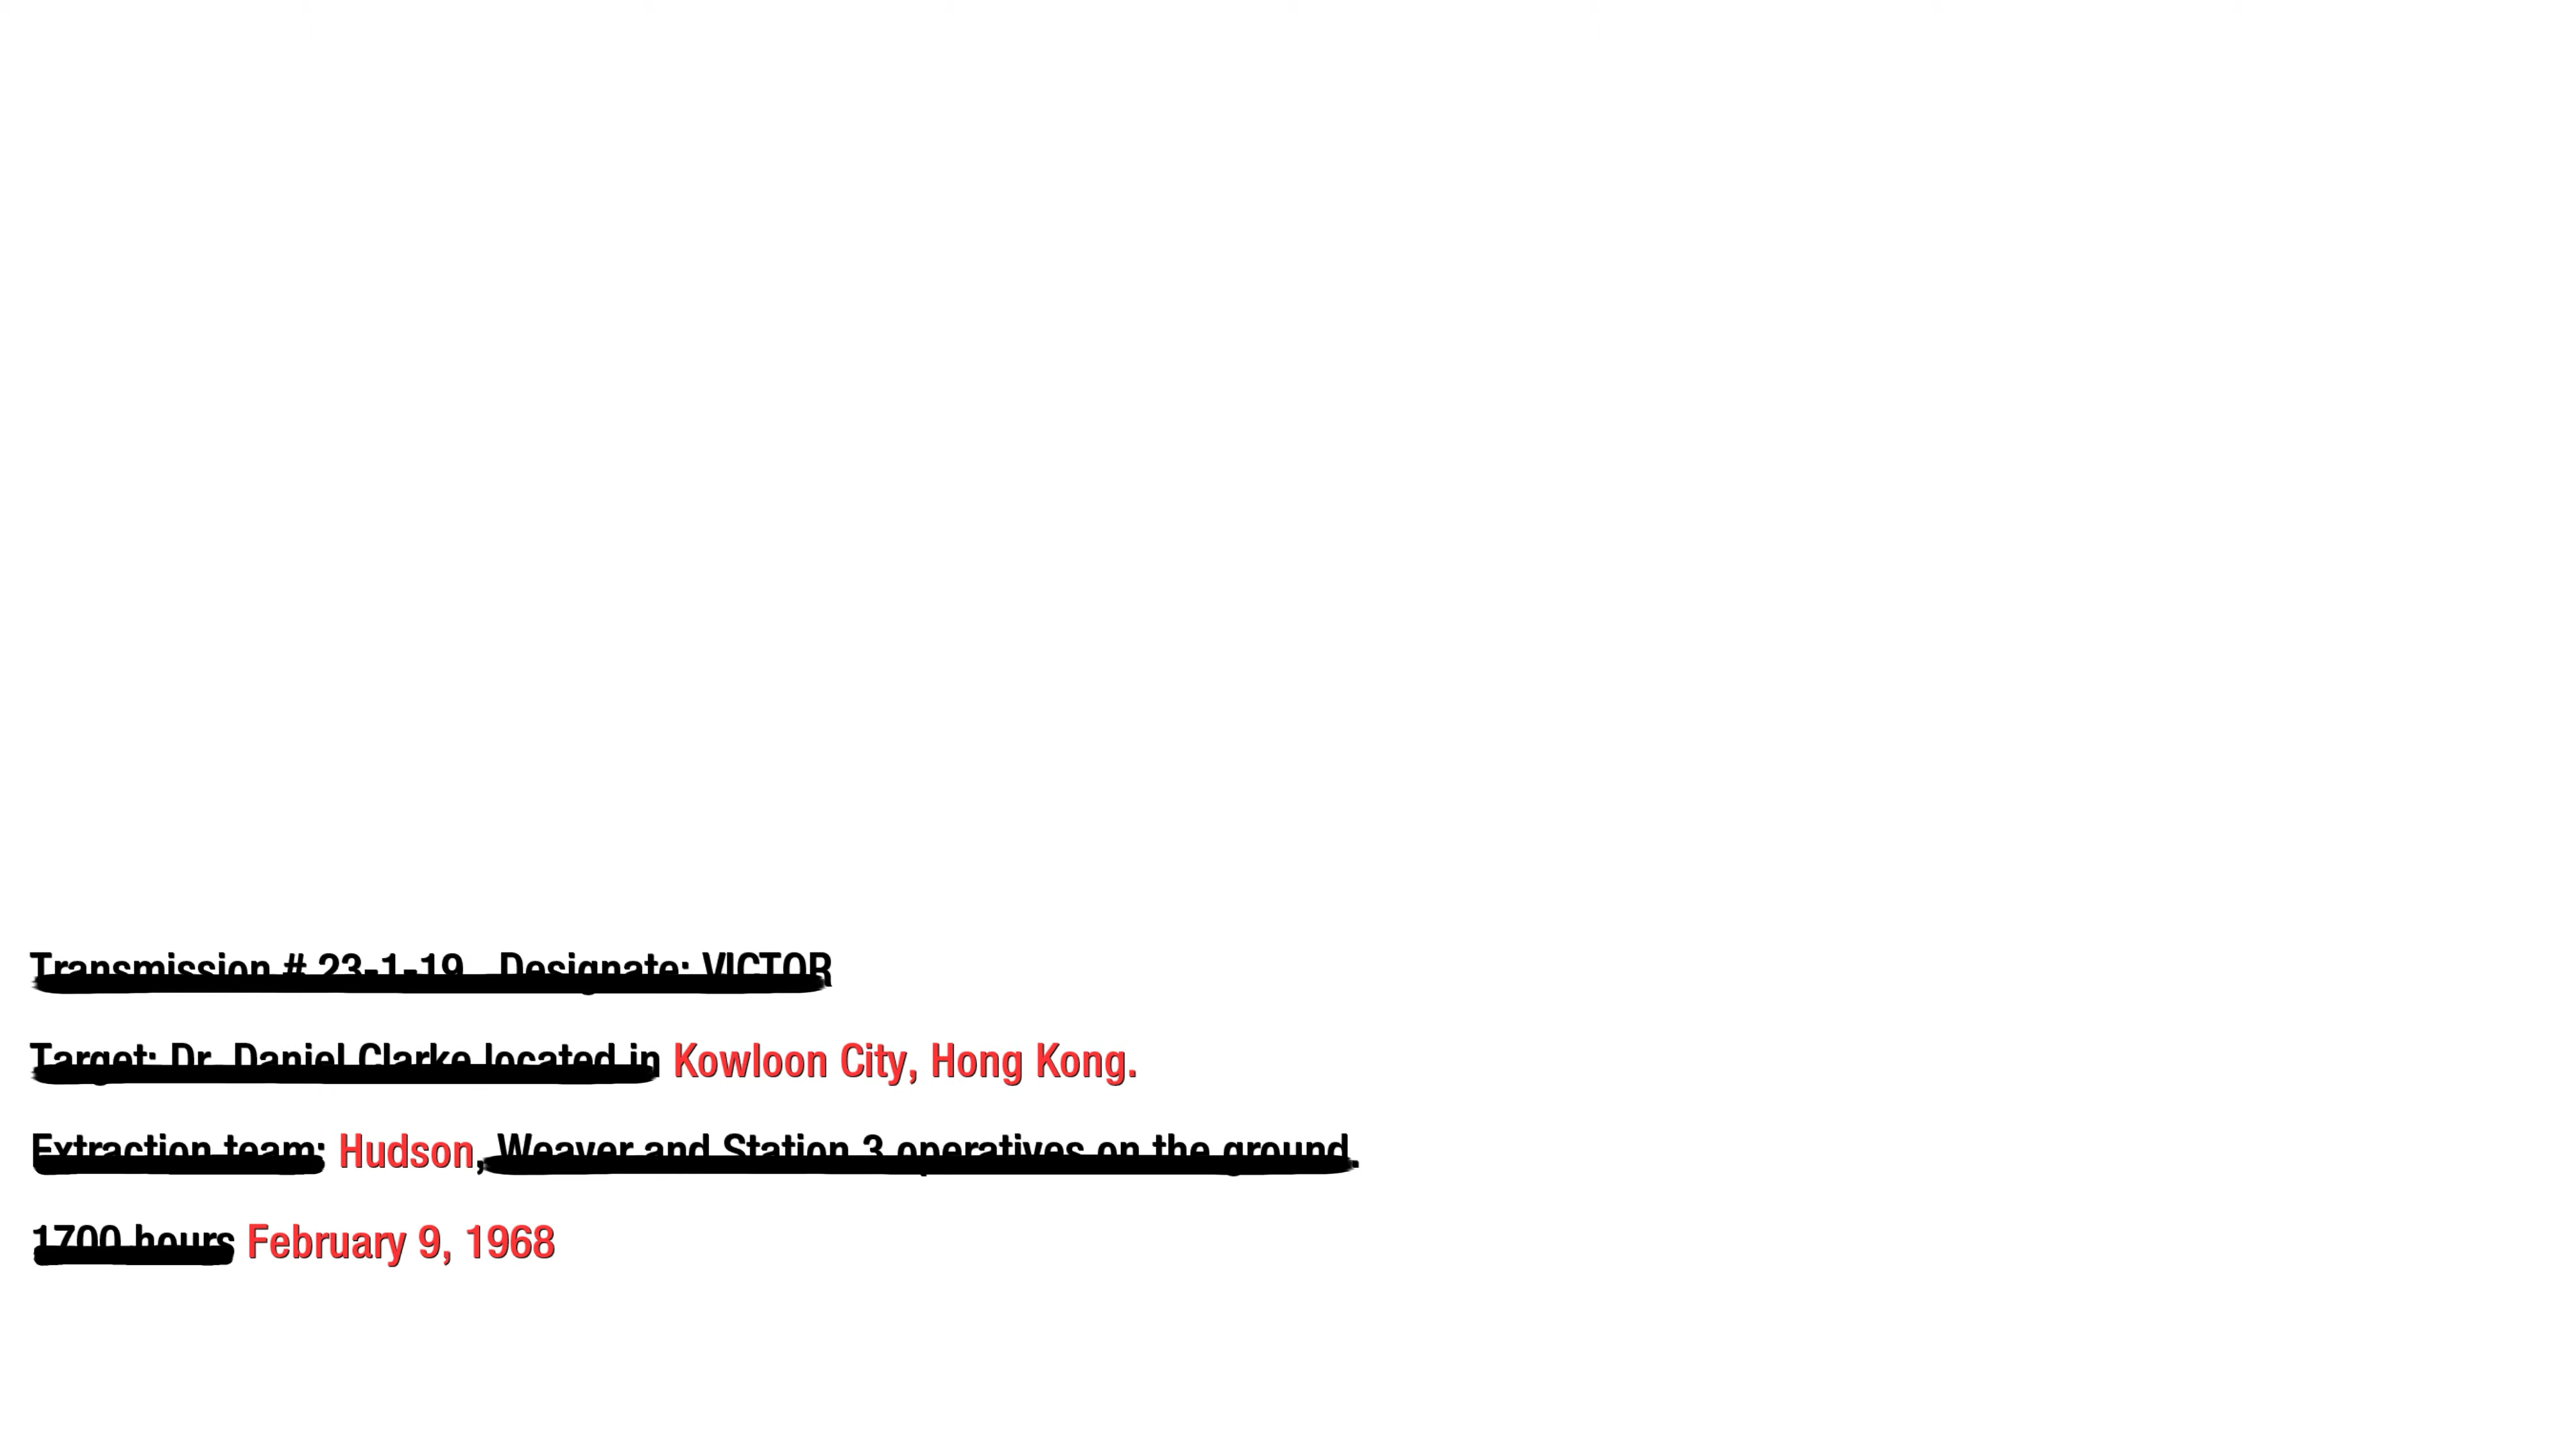 Transmission # 23-1-19   Designate: VICTOR
Target: Dr. Daniel Clarke located in Kowloon City, Hong Kong.
Extraction team: Hudson, Weaver and Station 3 operatives on the ground.
1700 hours February 9, 1968